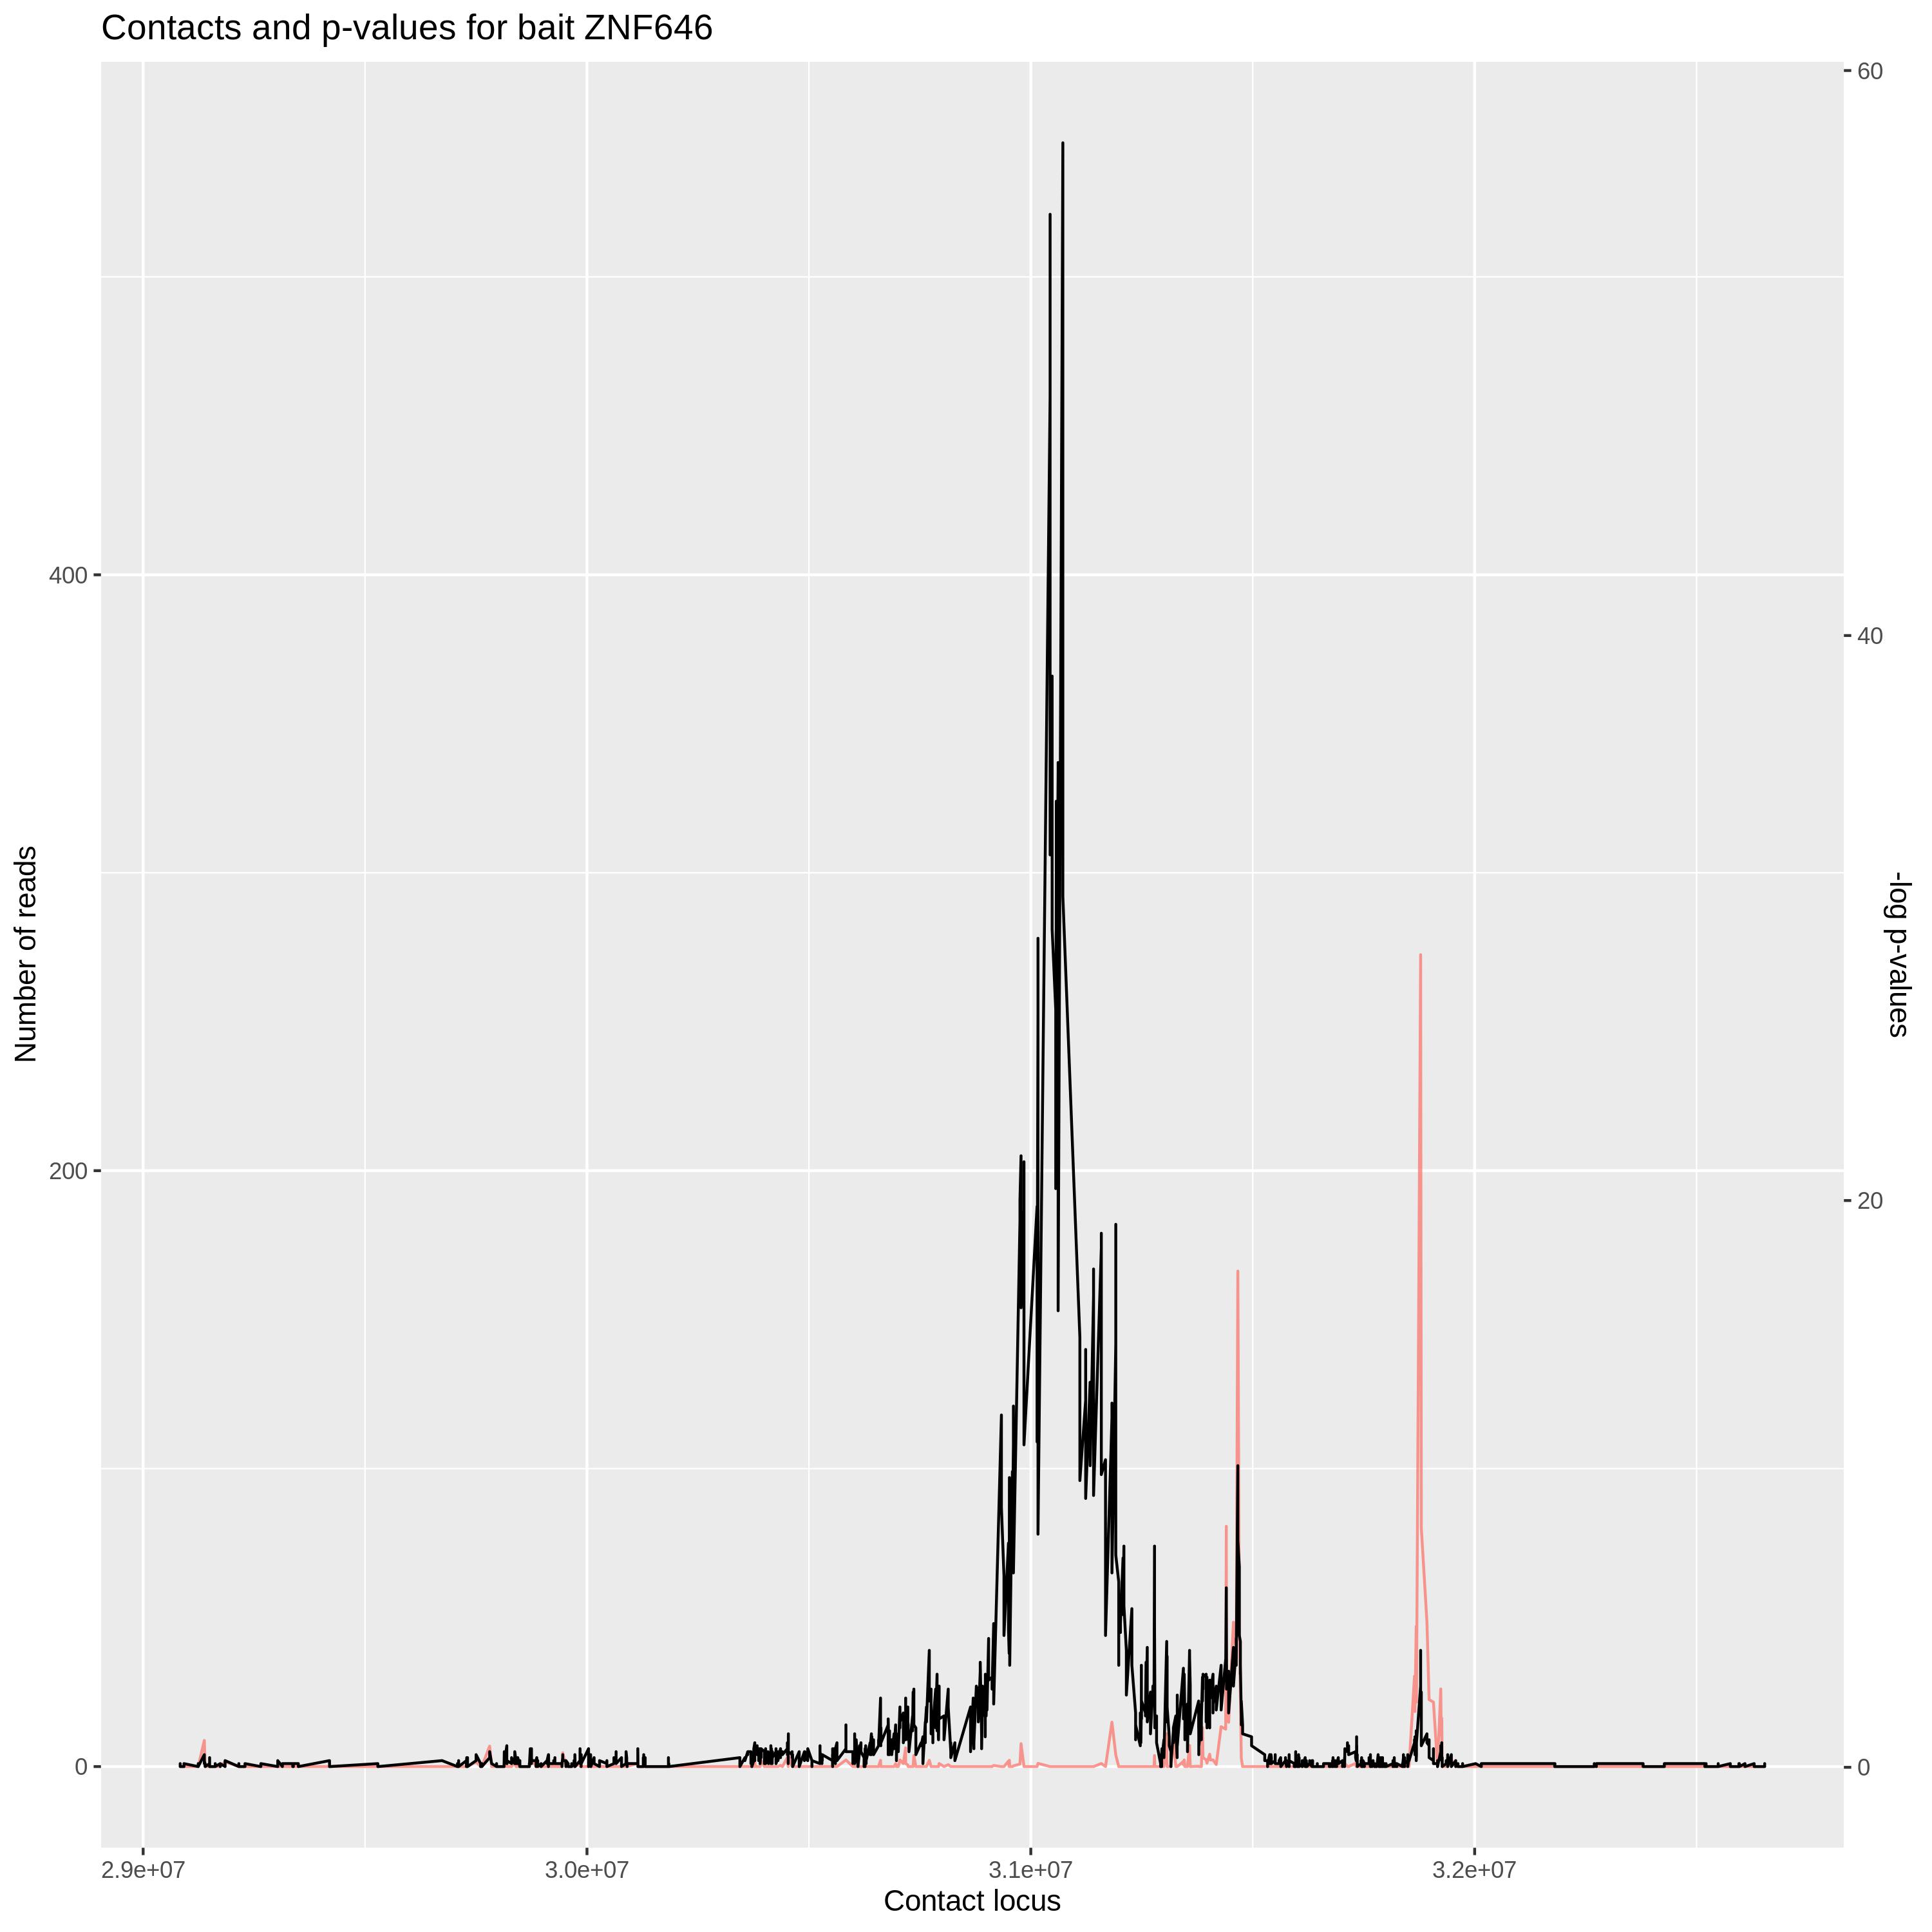 Contacts and p-values for bait ZNF646
60
400
40
Number of reads
-log p-values
200
20
0
0
2.9e+07
3.0e+07
3.1e+07
3.2e+07
Contact locus